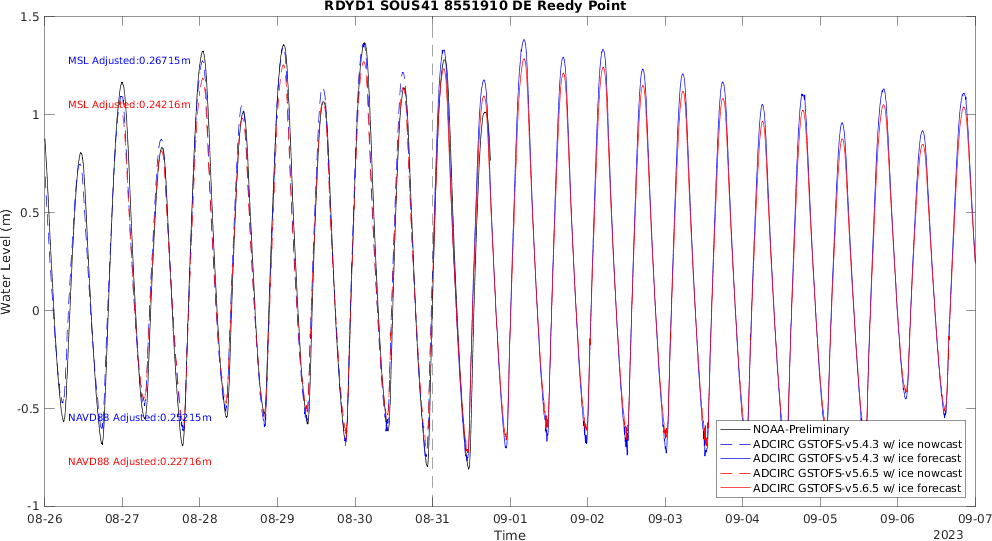 RDYD1 SOUS41 8551910 DE Reedy Point
1.5
MSL Adjusted:0.26715m
MSL Adjusted:0.24216m
1
0.5
Water Level (m)
0
-0.5
NAVD88 Adjusted:0.25215m
NOAA-Preliminary
ADCIRC GSTOFS-v5.4.3 w/ ice nowcast
ADCIRC GSTOFS-v5.4.3 w/ ice forecast
ADCIRC GSTOFS-v5.6.5 w/ ice nowcast
ADCIRC GSTOFS-v5.6.5 w/ ice forecast
NAVD88 Adjusted:0.22716m
-1
08-26 08-27 08-28 08-29 08-30 08-31 09-01 09-02 09-03 09-04 09-05 09-06 09-07
Time
2023